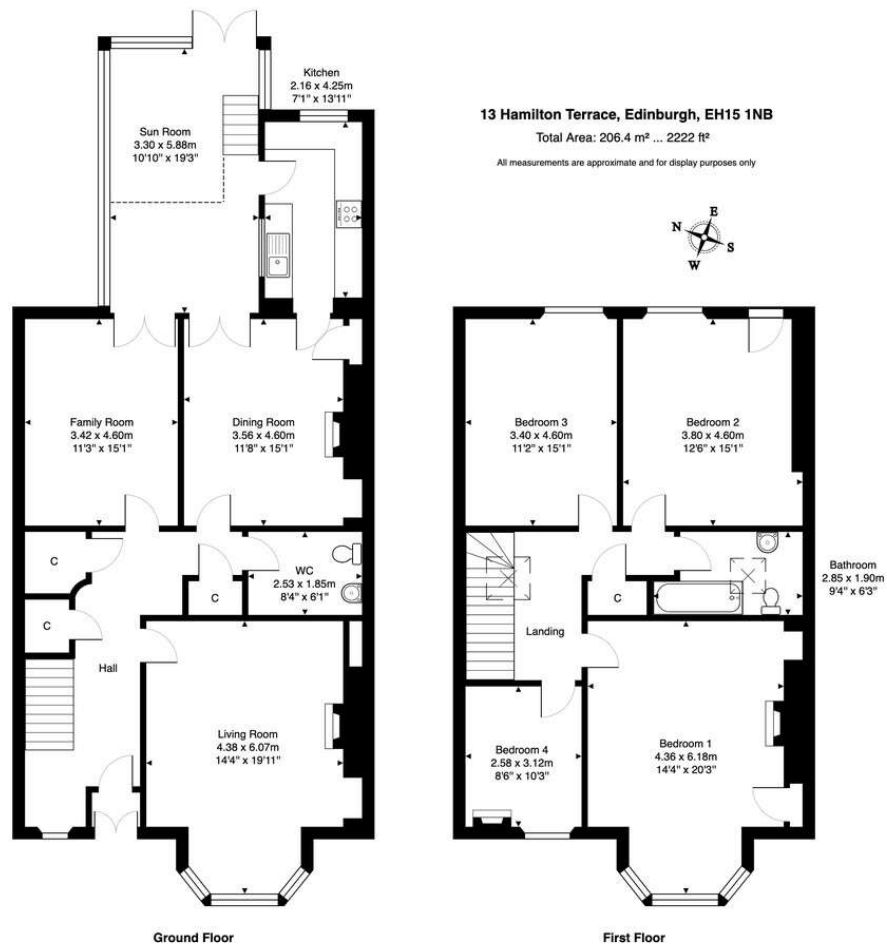 13 Hamilton Terrace, Edinburgh, EH15 1NB
Total Area: 206.4 m² ... 2222 ft²
All measurements are approximate and for display purposes only
N
E
S
W
Kitchen
2.16 x 4.25m
7'1" x 13'11"
Sun Room
3.30 x 5.88m
10'10" x 19'3"
Family Room
3.42 x 4.60m
11'3" x 15'1"
Dining Room
3.56 x 4.60m
11'8" x 15'1"
C
WC
2.53 x 1.85m
8'4" x 6'1"
C
C
Hall
Living Room
4.38 x 6.07m
14'4" x 19'11"
Ground Floor
Bedroom 3
3.40 x 4.60m
11'2" x 15'1"
Bedroom 2
3.80 x 4.60m
12'6" x 15'1"
Bathroom
2.85 x 1.90m
9'4" x 6'3"
C
Landing
Bedroom 4
2.58 x 3.12m
8'6" x 10'3"
Bedroom 1
4.36 x 6.18m
14'4" x 20'3"
First Floor